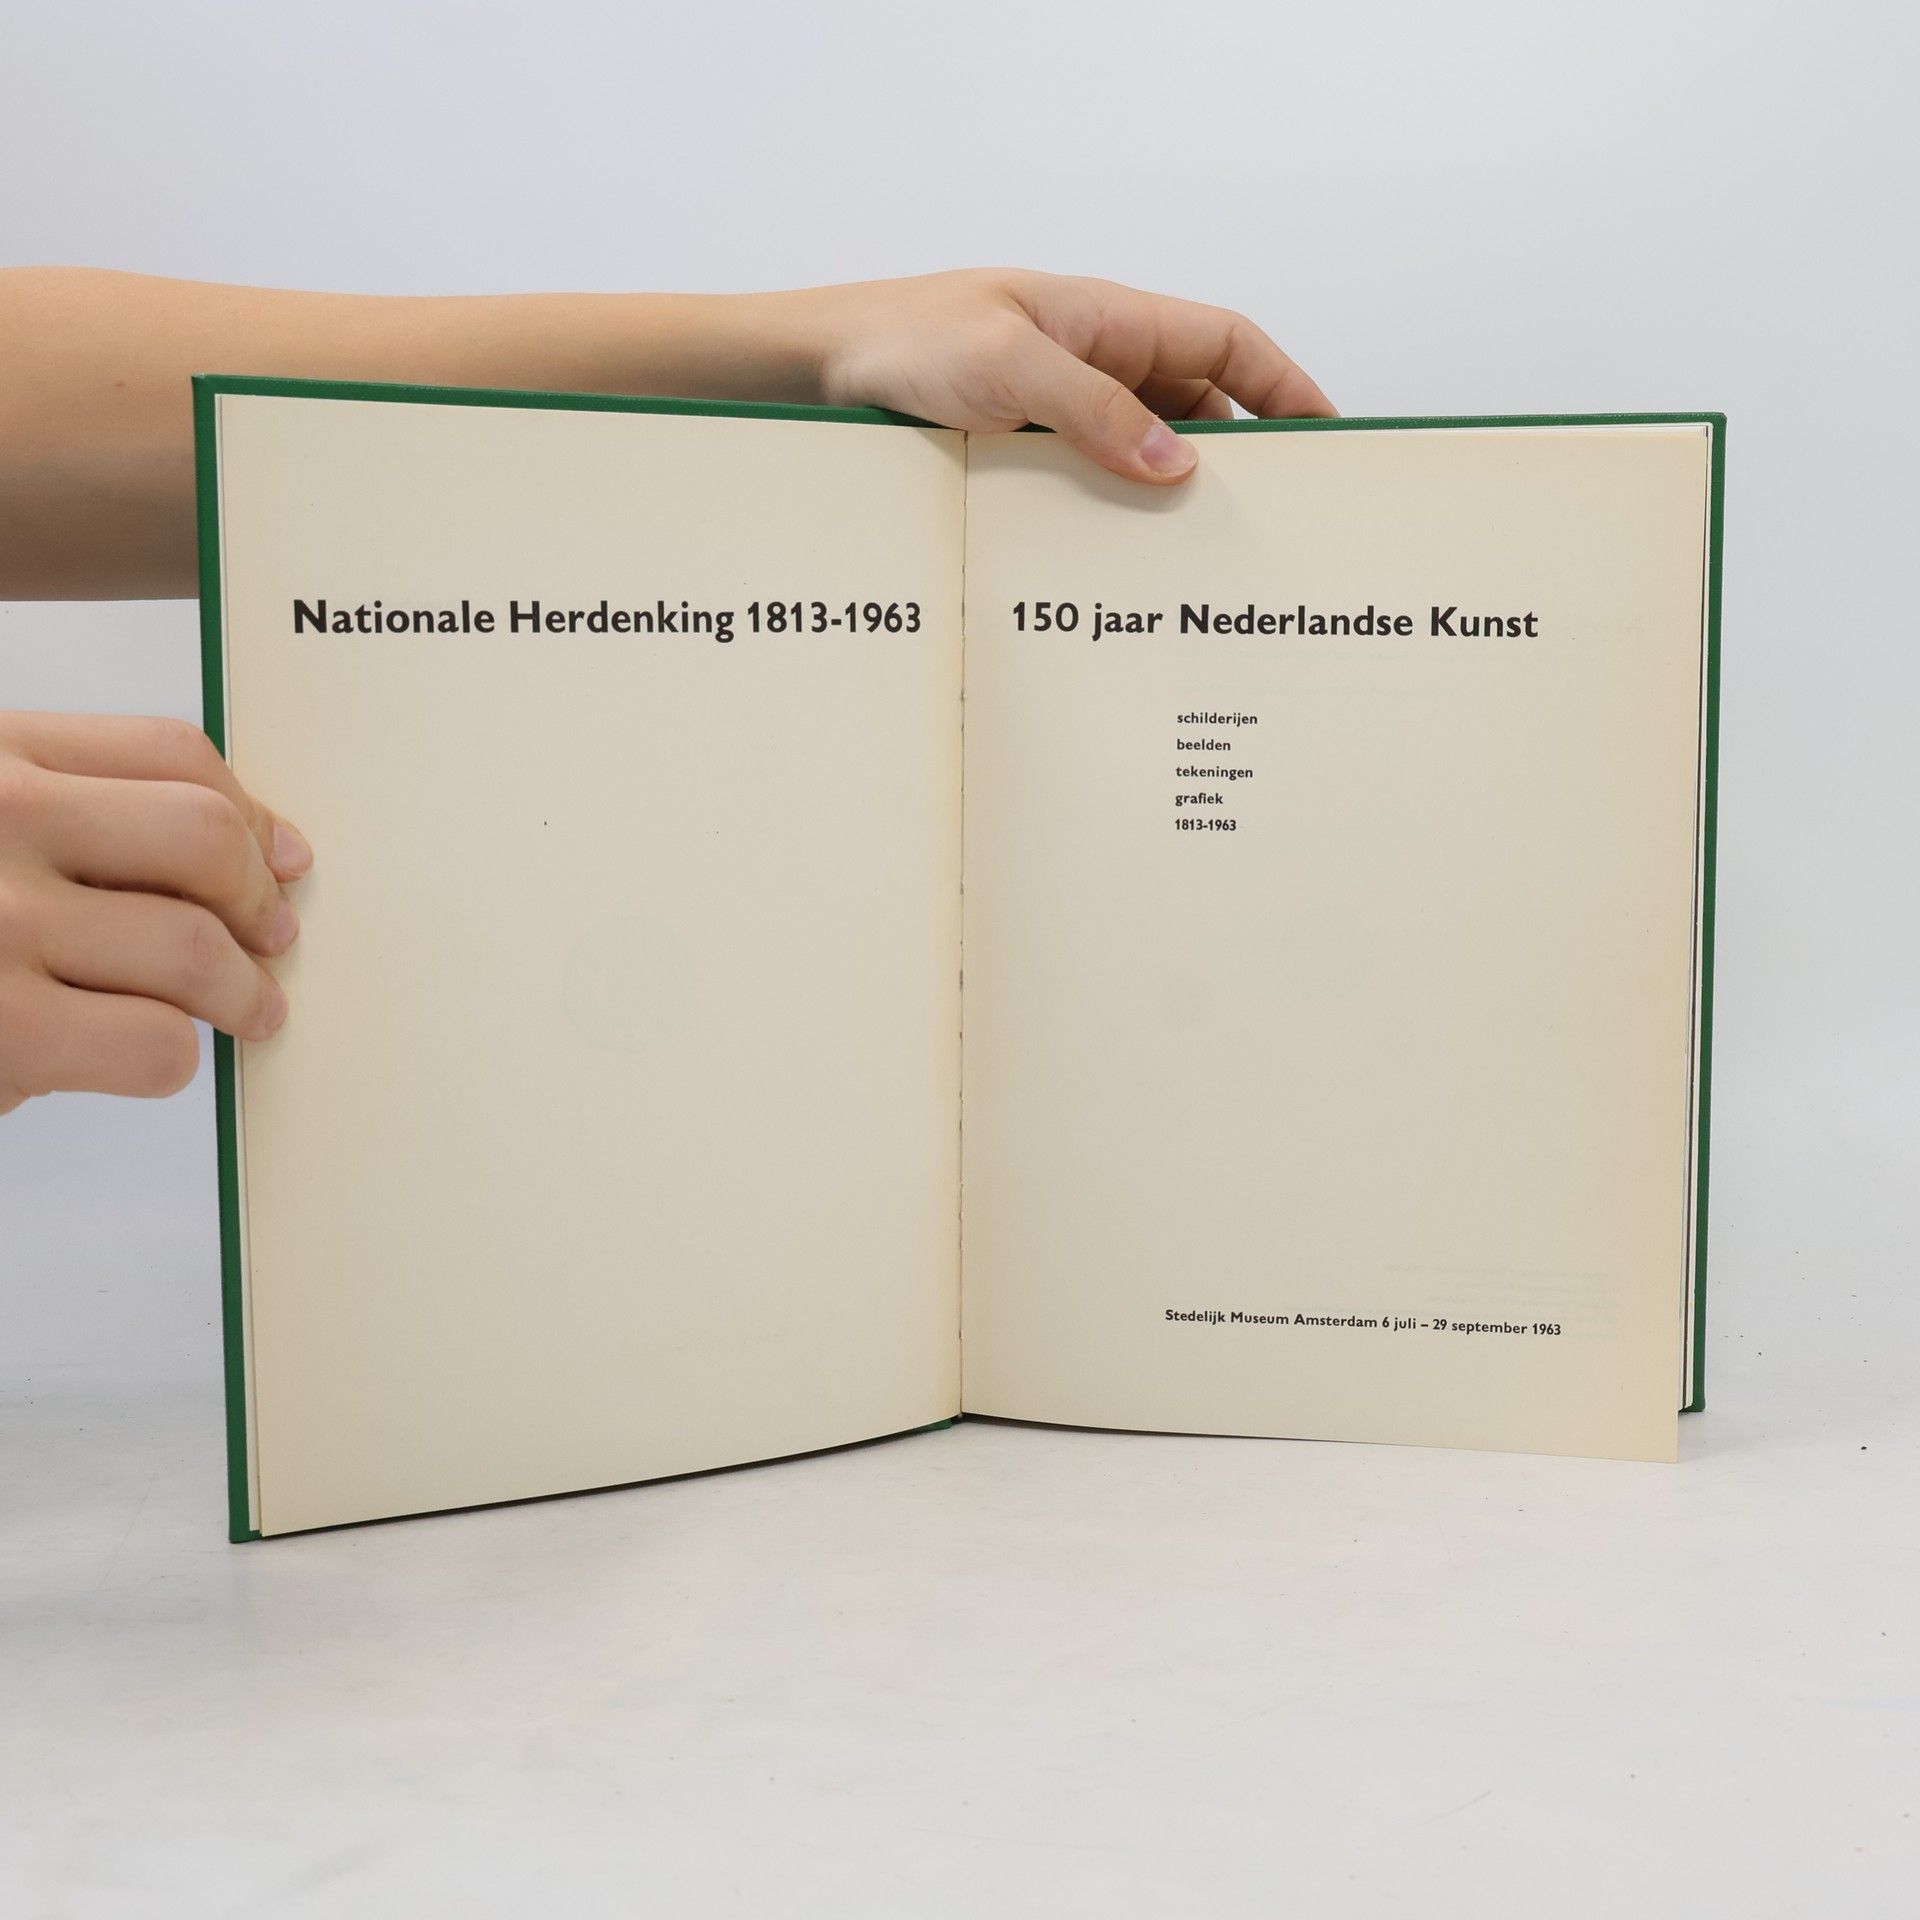 Nationale Herdenking 1813-1963
150 jaar Nederlandse Kunst
schilderijen
beelden
tekeningen
grafiek
1813-1963
Stedelijk Museum Amsterdam 6 juli – 29 september 1963